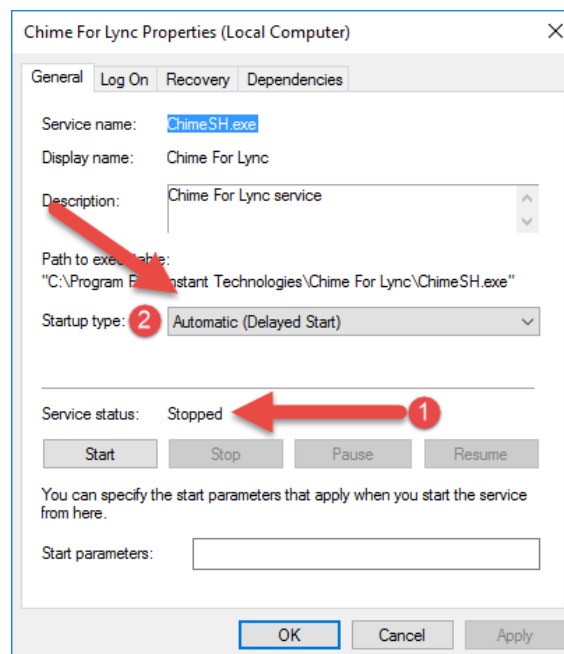 Chime For Lync Properties (Local Computer)
General Log On Recovery Dependencies
Service name: ChimeSH.exe
Display name: Chime For Lync
Description: Chime For Lync service
Path to executable:
"C:\Program Instant Technologies\Chime For Lync\ChimeSH.exe"
Startup type: 2 Automatic (Delayed Start)
Service status: Stopped 1
Start Stop Pause Resume
You can specify the start parameters that apply when you start the service
from here.
Start parameters:
OK Cancel Apply